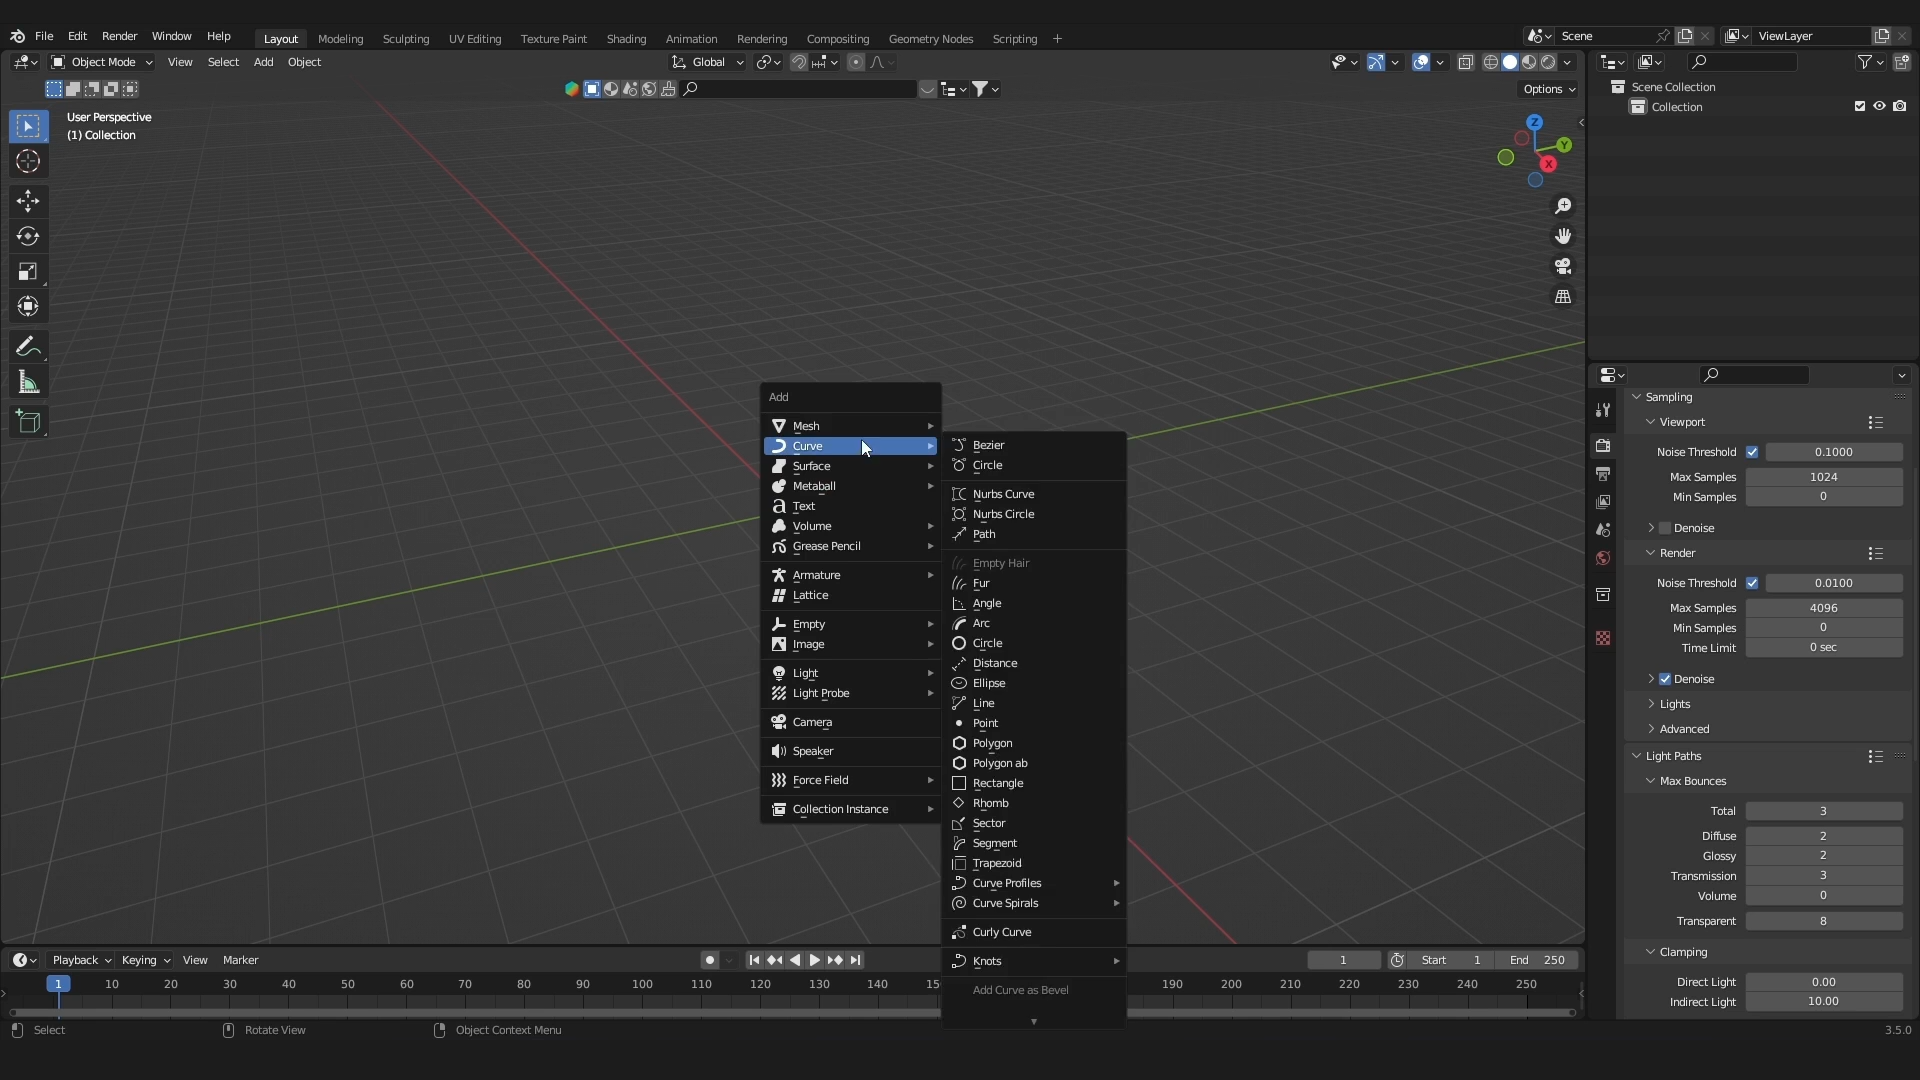 File Edit Render Window Help Layout Modeling Sculpting UV Editing Texture Paint Shading Animation Rendering Compositing Geometry Nodes Scripting + Scene ViewLayer
Object Mode View Select Add Object Global
Options
User Perspective
(1) Collection
Z
Y
X
Scene Collection
Collection
Add
Mesh
Curve
Surface
Metaball
Text
Volume
Grease Pencil
Armature
Lattice
Empty
Image
Light
Light Probe
Camera
Speaker
Force Field
Collection Instance
Bezier
Circle
Nurbs Curve
Nurbs Circle
Path
Empty Hair
Fur
Angle
Arc
Circle
Distance
Ellipse
Line
Point
Polygon
Polygon ab
Rectangle
Rhomb
Sector
Segment
Trapezoid
Curve Profiles
Curve Spirals
Curly Curve
Knots
Add Curve as Bevel
Sampling
Viewport
Noise Threshold 0.1000
Max Samples 1024
Min Samples 0
Denoise
Render
Noise Threshold 0.0100
Max Samples 4096
Min Samples 0
Time Limit 0 sec
Denoise
Lights
Advanced
Light Paths
Max Bounces
Total 3
Diffuse 2
Glossy 2
Transmission 3
Volume 0
Transparent 8
Clamping
Direct Light 0.00
Indirect Light 10.00
Playback Keying View Marker 1 Start 1 End 250
1 10 20 30 40 50 60 70 80 90 100 110 120 130 140 15 190 200 210 220 230 240 250
Select Rotate View Object Context Menu 3.5.0